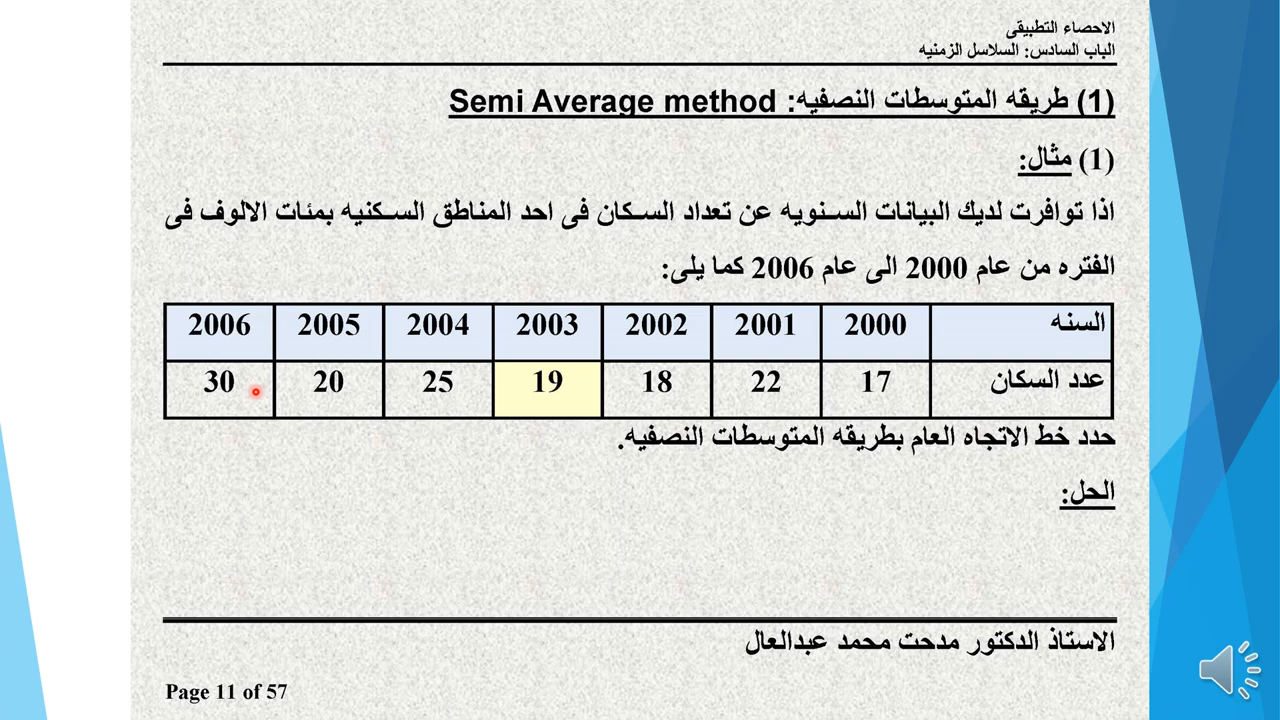 الاحصاء التطبيقى
الباب السادس: السلاسل الزمنيه
(1) طريقه المتوسطات النصفيه: Semi Average method
(1) مثال:
اذا توافرت لديك البيانات السنويه عن تعداد السكان فى احد المناطق السكنيه بمئات الالوف فى
الفتره من عام 2000 الى عام 2006 كما يلى:
السنه 2000 2001 2002 2003 2004 2005 2006
عدد السكان 17 22 18 19 25 20 30
حدد خط الاتجاه العام بطريقه المتوسطات النصفيه.
الحل:
الاستاذ الدكتور مدحت محمد عبدالعال
Page 11 of 57